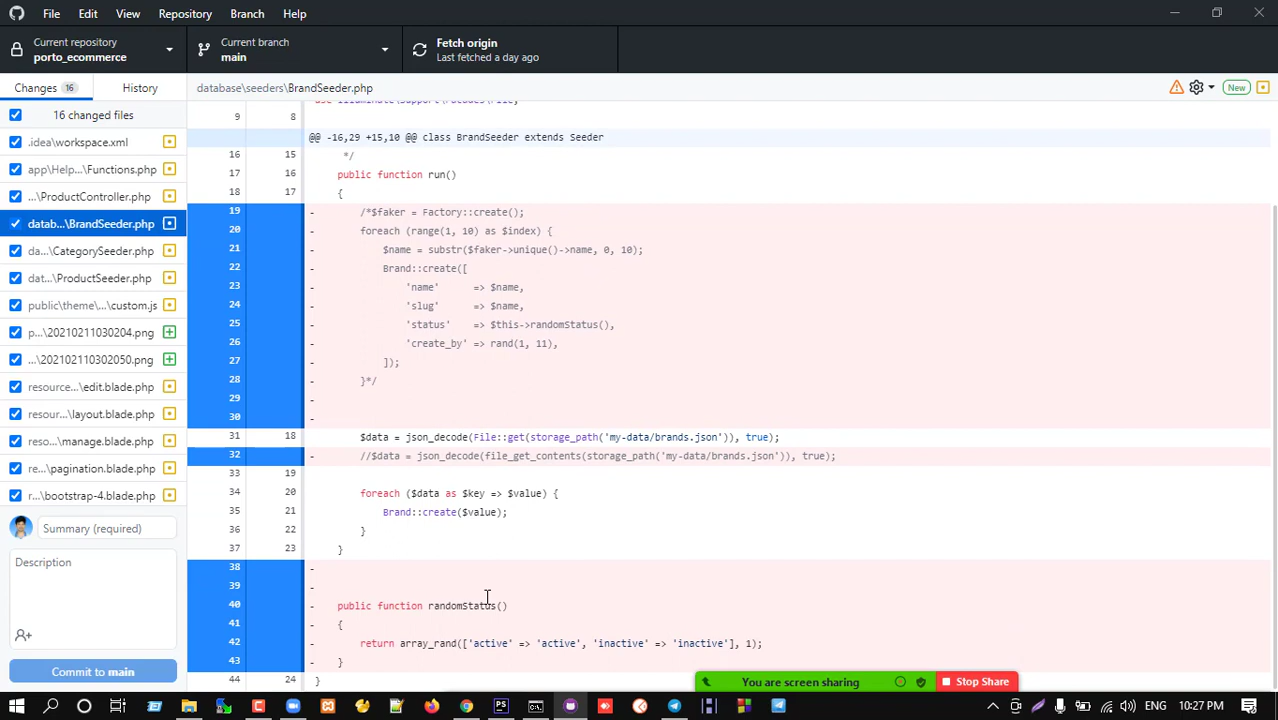 File Edit View Repository Branch Help
Current repository
porto_ecommerce
Current branch
main
Fetch origin
Last fetched a day ago
Changes 16
History
database\seeders\BrandSeeder.php
New
16 changed files
.idea\workspace.xml
app\Help...\Functions.php
...\ProductController.php
datab...\BrandSeeder.php
da...\CategorySeeder.php
dat...\ProductSeeder.php
public\theme\...\custom.js
p...\20210211030204.png
...\202102110302050.png
resource...\edit.blade.php
resour...\layout.blade.php
reso...\manage.blade.php
re...\pagination.blade.php
r...\bootstrap-4.blade.php
Summary (required)
Description
Commit to main
9 8
@@ -16,29 +15,10 @@ class BrandSeeder extends Seeder
16 15 */
17 16 public function run()
18 17 {
19 - /*$faker = Factory::create();
20 - foreach (range(1, 10) as $index) {
21 - $name = substr($faker->unique()->name, 0, 10);
22 - Brand::create([
23 - 'name' => $name,
24 - 'slug' => $name,
25 - 'status' => $this->randomStatus(),
26 - 'create_by' => rand(1, 11),
27 - ]);
28 - }*/
29 -
30 -
31 18 $data = json_decode(File::get(storage_path('my-data/brands.json')), true);
32 - //$data = json_decode(file_get_contents(storage_path('my-data/brands.json')), true);
33 19
34 20 foreach ($data as $key => $value) {
35 21 Brand::create($value);
36 22 }
37 23 }
38 -
39 -
40 - public function randomStatus()
41 - {
42 - return array_rand(['active' => 'active', 'inactive' => 'inactive'], 1);
43 - }
44 24 }
You are screen sharing
Stop Share
10:27 PM